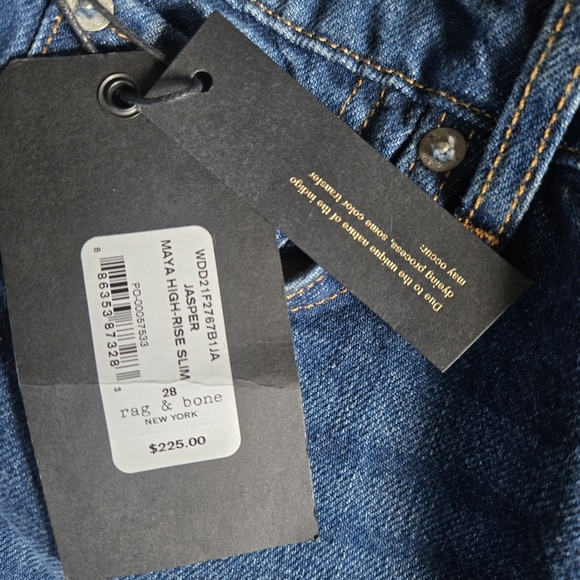 WDD21F2767B1JA
JASPER
MAYA HIGH-RISE SLIM
PO-00057533
8 86353 87328 3
28
rag & bone
NEW YORK
$225.00
Due to the unique nature of the indigo
dyeing process, some color transfer
may occur.